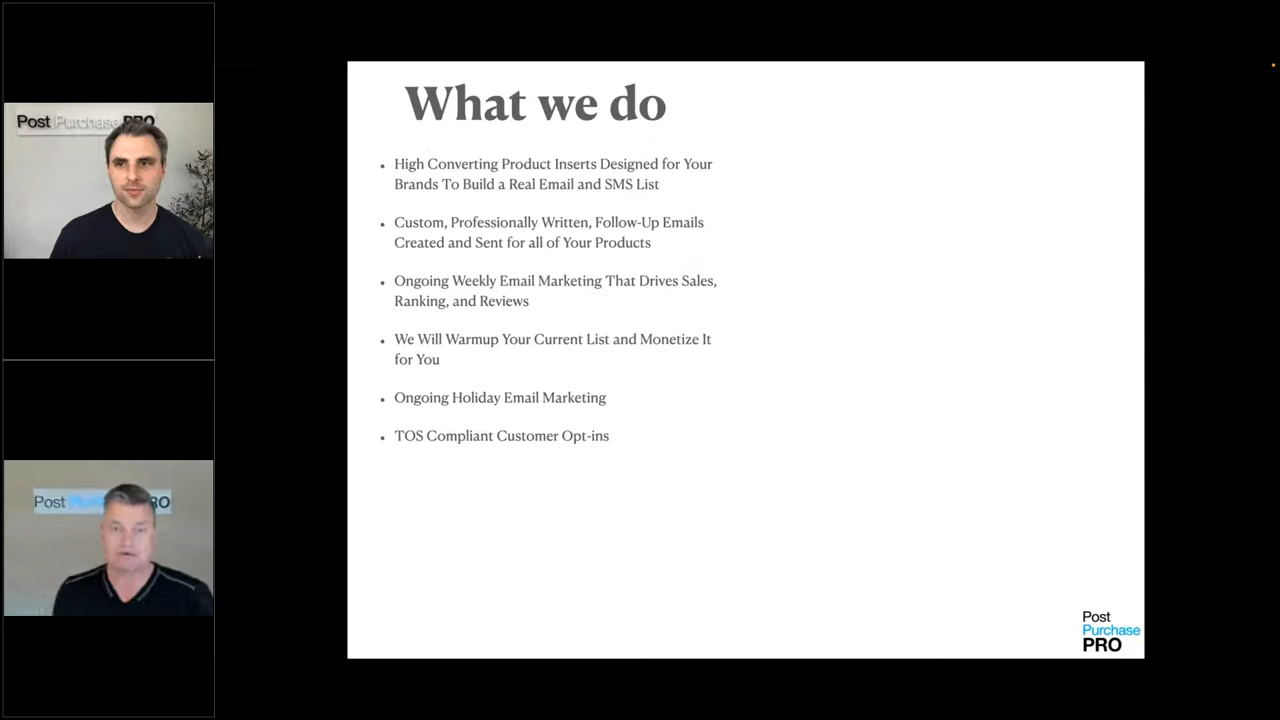 Post Purchase PRO
Post
What we do
• High Converting Product Inserts Designed for Your
Brands To Build a Real Email and SMS List
• Custom, Professionally Written, Follow-Up Emails
Created and Sent for all of Your Products
• Ongoing Weekly Email Marketing That Drives Sales,
Ranking, and Reviews
• We Will Warmup Your Current List and Monetize It
for You
• Ongoing Holiday Email Marketing
• TOS Compliant Customer Opt-ins
Post
Purchase
PRO